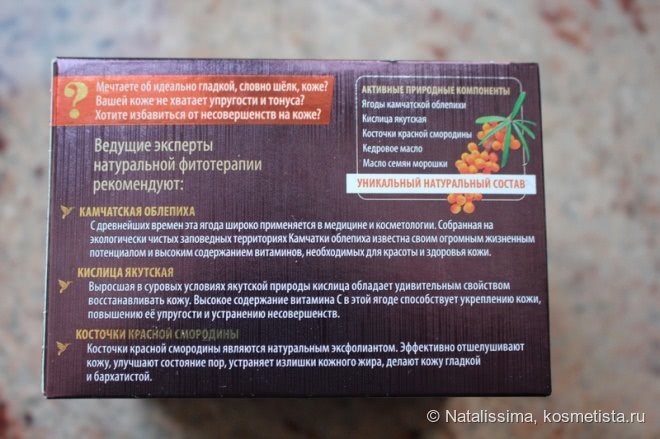 ?
Мечтаете об идеально гладкой, словно шёлк, коже?
Вашей коже не хватает упругости и тонуса?
Хотите избавиться от несовершенств на коже?
Ведущие эксперты
натуральной фитотерапии
рекомендуют:
АКТИВНЫЕ ПРИРОДНЫЕ КОМПОНЕНТЫ
Ягоды камчатской облепихи
Кислица якутская
Косточки красной смородины
Кедровое масло
Масло семян морошки
УНИКАЛЬНЫЙ НАТУРАЛЬНЫЙ СОСТАВ
КАМЧАТСКАЯ ОБЛЕПИХА
С древнейших времен эта ягода широко применяется в медицине и косметологии. Собранная на
экологически чистых заповедных территориях Камчатки облепиха известна своим огромным жизненным
потенциалом и высоким содержанием витаминов, необходимых для красоты и здоровья кожи.
КИСЛИЦА ЯКУТСКАЯ
Выросшая в суровых условиях якутской природы кислица обладает удивительным свойством
восстанавливать кожу. Высокое содержание витамина С в этой ягоде способствует укреплению кожи,
повышению её упругости и устранению несовершенств.
КОСТОЧКИ КРАСНОЙ СМОРОДИНЫ
Косточки красной смородины являются натуральным эксфолиантом. Эффективно отшелушивают
кожу, улучшают состояние пор, устраняет излишки кожного жира, делают кожу гладкой
и бархатистой.
© Natalissima, kosmetista.ru